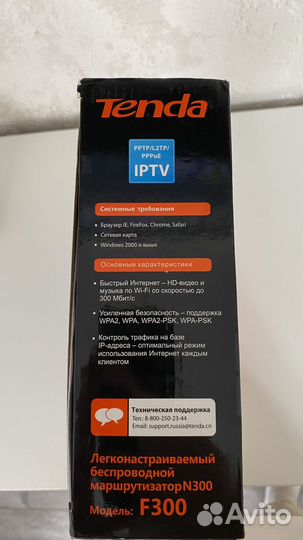 Tenda
PPTP/L2TP/
PPPoE
IPTV
Системные требования
• Браузер IE, FireFox, Chrome, Safari
• Сетевая карта
• Windows 2000 и выше
Основные характеристики
• Быстрый Интернет – HD-видео и
музыка по Wi-Fi со скоростью до
300 Мбит/с
• Усиленная безопасность – поддержка
WPA2, WPA, WPA2-PSK, WPA-PSK
• Контроль трафика на базе
IP-адреса – оптимальный режим
использования Интернет каждым
клиентом
Техническая поддержка
Тел.: 8-800-250-23-44
Email: support.russia@tenda.cn
Легконастраиваемый
беспроводной
маршрутизатор N300
Модель: F300
Avito